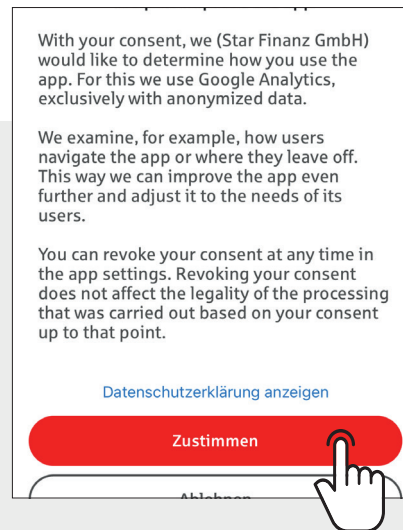 With your consent, we (Star Finanz GmbH)
would like to determine how you use the
app. For this we use Google Analytics,
exclusively with anonymized data.
We examine, for example, how users
navigate the app or where they leave off.
This way we can improve the app even
further and adjust it to the needs of its
users.
You can revoke your consent at any time in
the app settings. Revoking your consent
does not affect the legality of the processing
that was carried out based on your consent
up to that point.
Datenschutzerklärung anzeigen
Zustimmen
Ablehnen